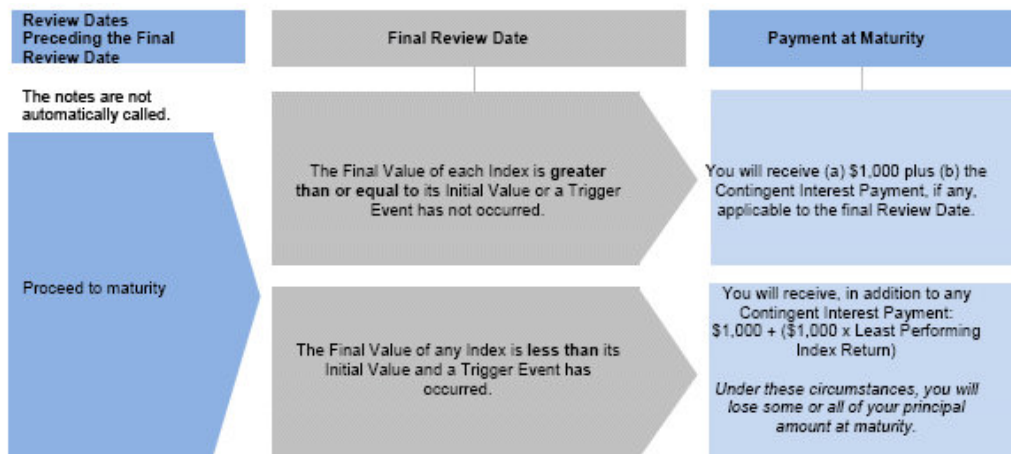 Review Dates
Preceding the Final
Review Date
Final Review Date
Payment at Maturity
The notes are not
automatically called.
Proceed to maturity
The Final Value of each Index is greater
than or equal to its Initial Value or a Trigger
Event has not occurred.
You will receive (a) $1,000 plus (b) the
Contingent Interest Payment, if any,
applicable to the final Review Date.
The Final Value of any Index is less than its
Initial Value and a Trigger Event has
occurred.
You will receive, in addition to any
Contingent Interest Payment:
$1,000 + ($1,000 x Least Performing
Index Return)
Under these circumstances, you will
lose some or all of your principal
amount at maturity.